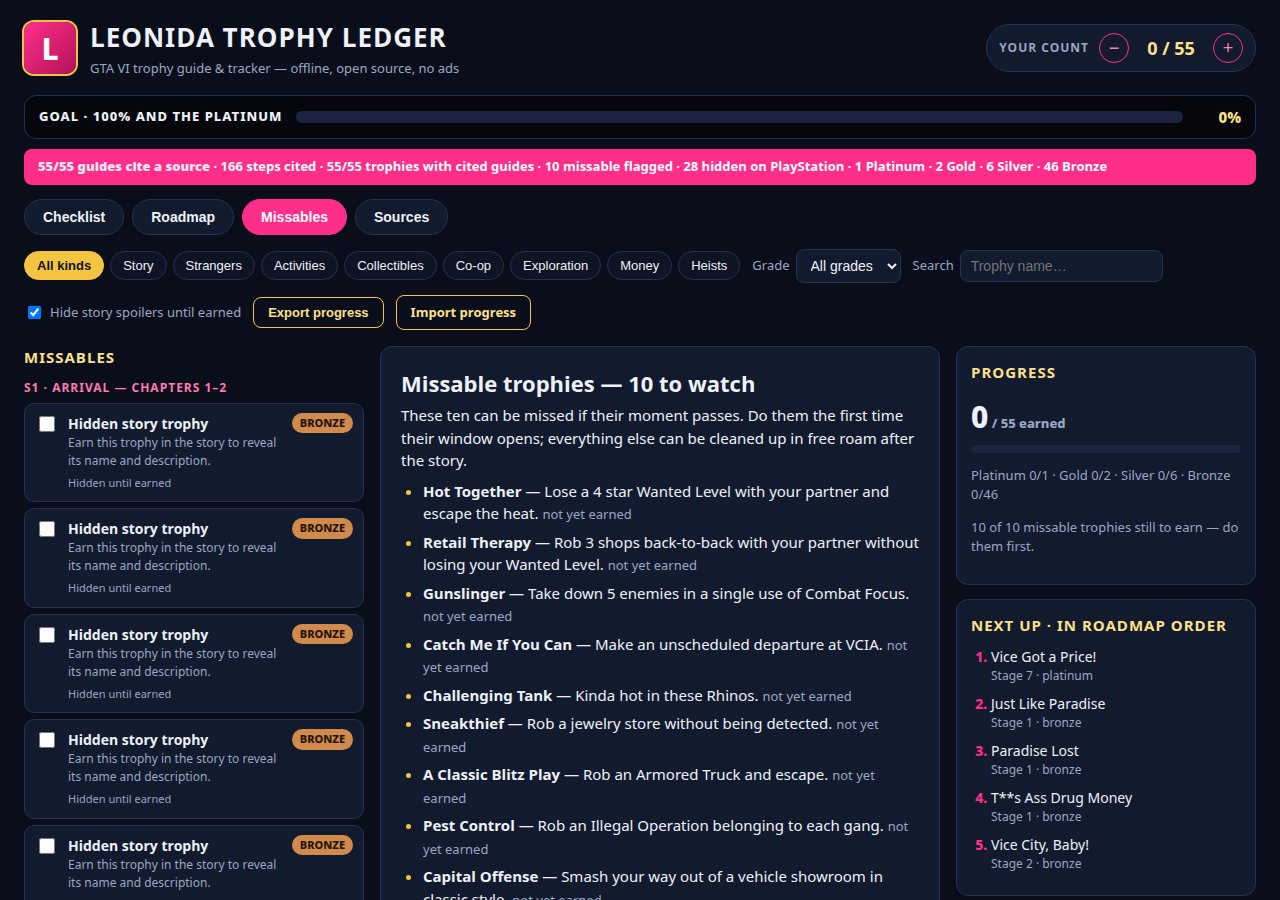 L
LEONIDA TROPHY LEDGER
GTA VI trophy guide & tracker — offline, open source, no ads
YOUR COUNT − 0 / 55 +
GOAL · 100% AND THE PLATINUM 0%
55/55 guides cite a source · 166 steps cited · 55/55 trophies with cited guides · 10 missable flagged · 28 hidden on PlayStation · 1 Platinum · 2 Gold · 6 Silver · 46 Bronze
Checklist Roadmap Missables Sources
All kinds Story Strangers Activities Collectibles Co-op Exploration Money Heists Grade All grades Search Trophy name…
Hide story spoilers until earned Export progress Import progress
MISSABLES
S1 · ARRIVAL — CHAPTERS 1–2
Hidden story trophy BRONZE
Earn this trophy in the story to reveal
its name and description.
Hidden until earned
Hidden story trophy BRONZE
Earn this trophy in the story to reveal
its name and description.
Hidden until earned
Hidden story trophy BRONZE
Earn this trophy in the story to reveal
its name and description.
Hidden until earned
Hidden story trophy BRONZE
Earn this trophy in the story to reveal
its name and description.
Hidden until earned
Hidden story trophy BRONZE
Earn this trophy in the story to reveal
its name and description.
Missable trophies — 10 to watch
These ten can be missed if their moment passes. Do them the first time
their window opens; everything else can be cleaned up in free roam after
the story.
Hot Together — Lose a 4 star Wanted Level with your partner and
escape the heat. not yet earned
Retail Therapy — Rob 3 shops back-to-back with your partner without
losing your Wanted Level. not yet earned
Gunslinger — Take down 5 enemies in a single use of Combat Focus.
not yet earned
Catch Me If You Can — Make an unscheduled departure at VCIA. not
yet earned
Challenging Tank — Kinda hot in these Rhinos. not yet earned
Sneakthief — Rob a jewelry store without being detected. not yet
earned
A Classic Blitz Play — Rob an Armored Truck and escape. not yet
earned
Pest Control — Rob an Illegal Operation belonging to each gang. not
yet earned
Capital Offense — Smash your way out of a vehicle showroom in
classic style. not yet earned
PROGRESS
0 / 55 earned
Platinum 0/1 · Gold 0/2 · Silver 0/6 · Bronze
0/46
10 of 10 missable trophies still to earn — do
them first.
NEXT UP · IN ROADMAP ORDER
1. Vice Got a Price!
Stage 7 · platinum
2. Just Like Paradise
Stage 1 · bronze
3. Paradise Lost
Stage 1 · bronze
4. T**s Ass Drug Money
Stage 1 · bronze
5. Vice City, Baby!
Stage 2 · bronze